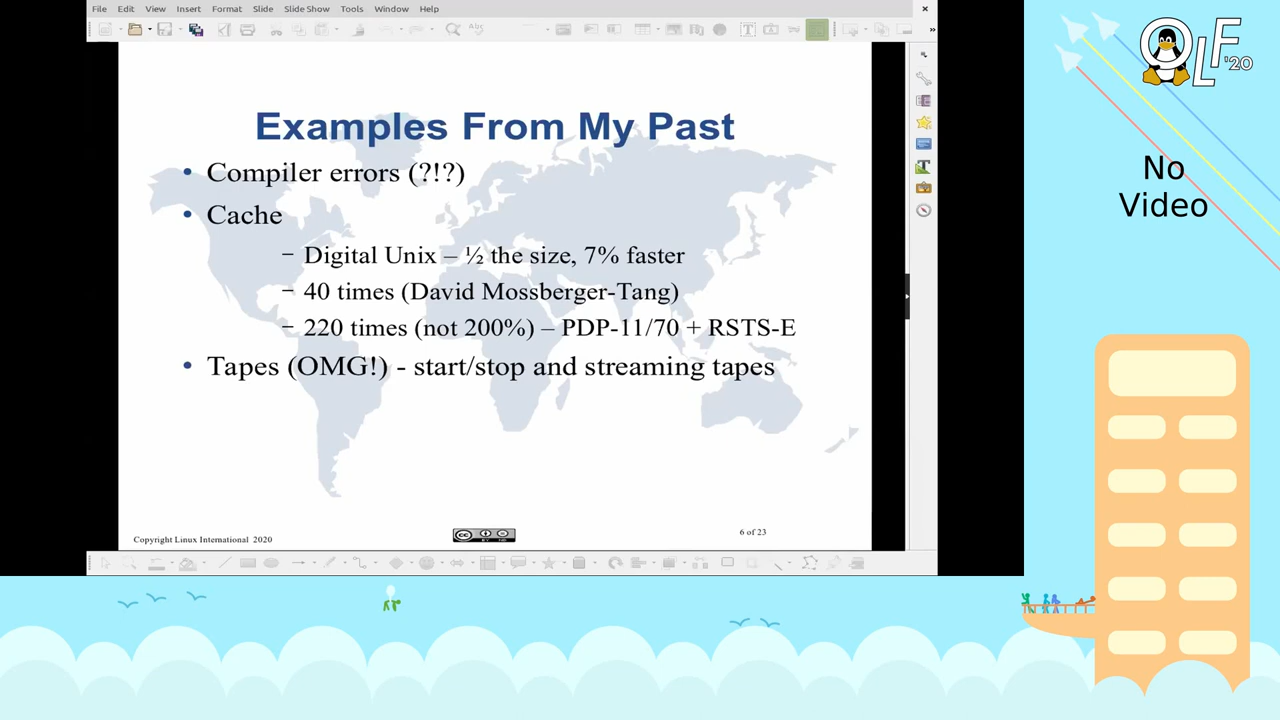 File Edit View Insert Format Slide Slide Show Tools Window Help
Examples From My Past
• Compiler errors (?!?)
• Cache
– Digital Unix – ½ the size, 7% faster
– 40 times (David Mossberger-Tang)
– 220 times (not 200%) – PDP-11/70 + RSTS-E
• Tapes (OMG!) - start/stop and streaming tapes
Copyright Linux International 2020
cc
6 of 23
OLF '20
No
Video